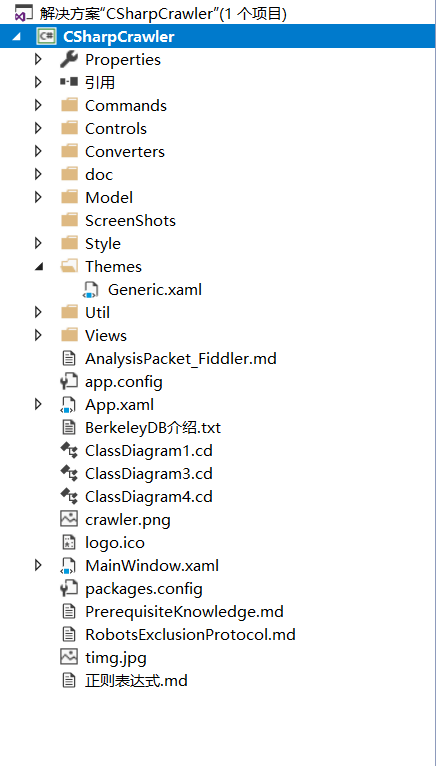 解决方案“CSharpCrawler”(1 个项目)
C# CSharpCrawler
Properties
引用
Commands
Controls
Converters
doc
Model
ScreenShots
Style
Themes
Generic.xaml
Util
Views
AnalysisPacket_Fiddler.md
app.config
App.xaml
BerkeleyDB介绍.txt
ClassDiagram1.cd
ClassDiagram3.cd
ClassDiagram4.cd
crawler.png
logo.ico
MainWindow.xaml
packages.config
PrerequisiteKnowledge.md
RobotsExclusionProtocol.md
timg.jpg
正则表达式.md